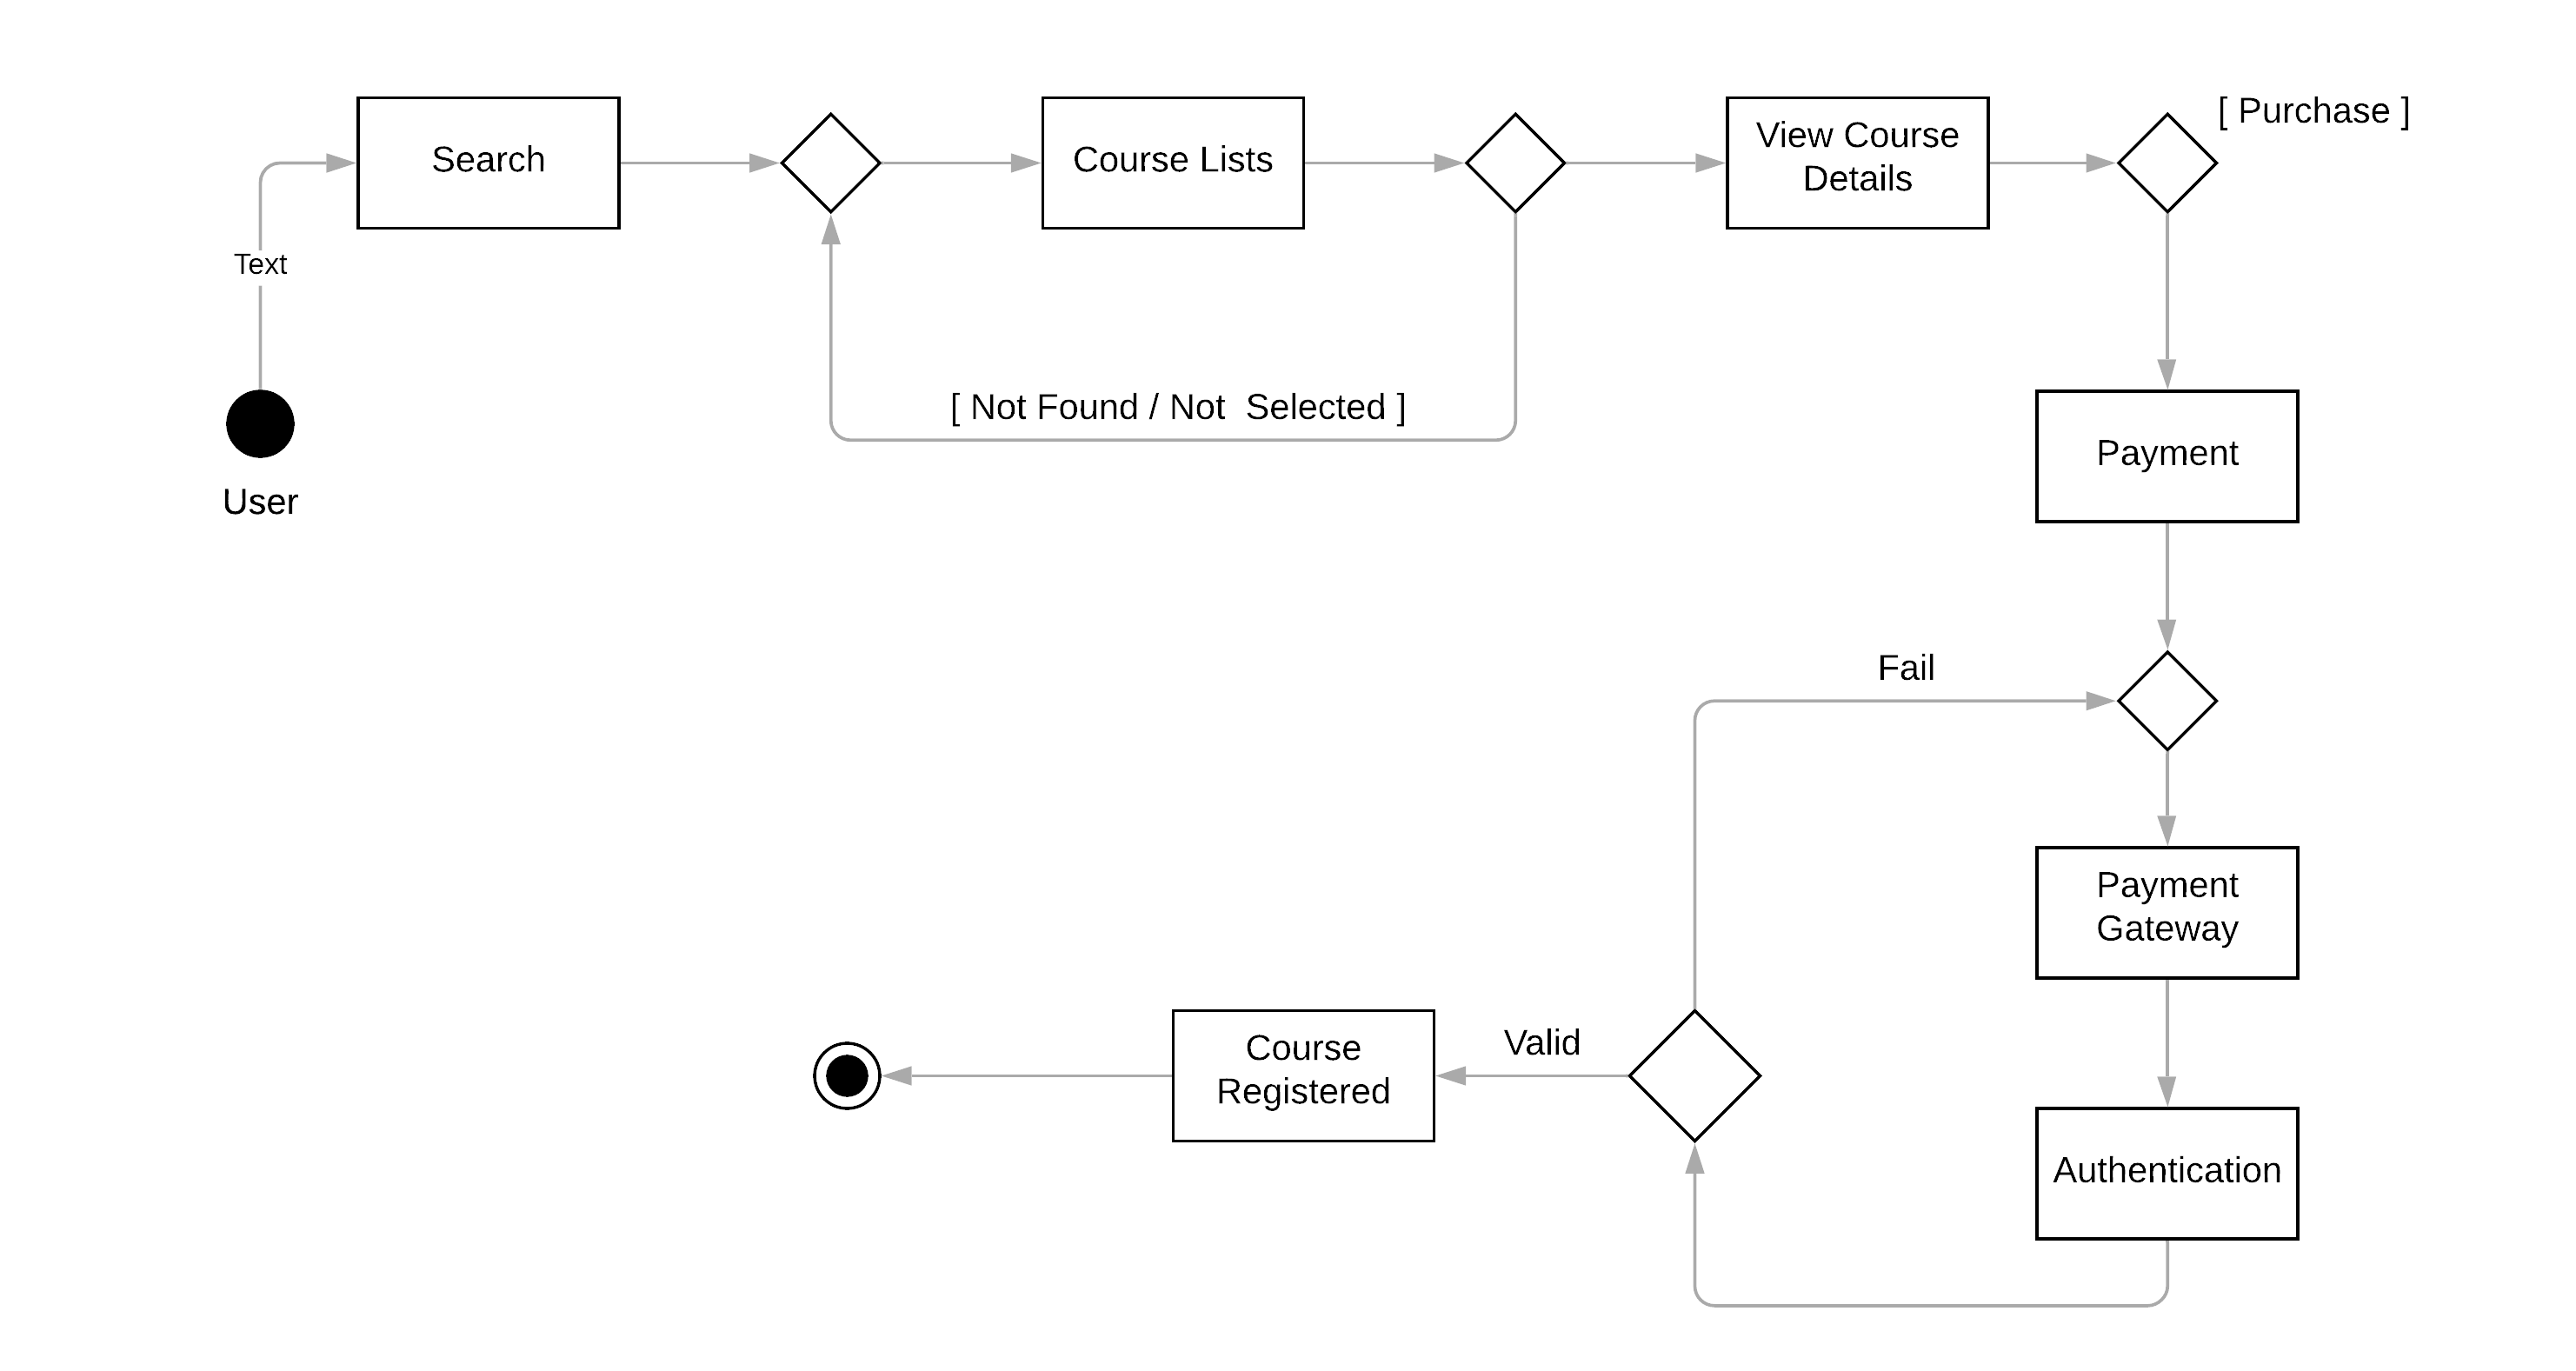 [ Purchase ]
Search
Course Lists
View Course
Details
Text
[ Not Found / Not  Selected ]
User
Payment
Fail
Payment
Gateway
Valid
Course
Registered
Authentication